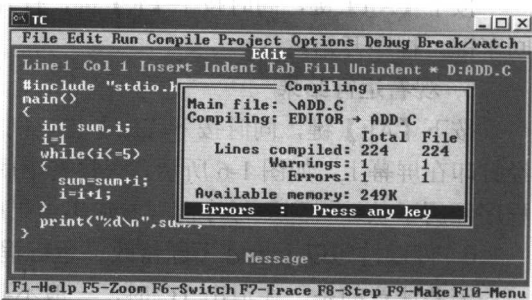 TC
File Edit Run Compile Project Options Debug Break/watch
Edit
Line 1 Col 1 Insert Indent Tab Fill Unindent * D:ADD.C
#include "stdio.h
main()
{
int sum,i;
i=1
while(i<=5)
{
sum=sum+i;
i=i+1;
}
print("%d\n",sum);
}
Compiling
Main file: \ADD.C
Compiling: EDITOR → ADD.C
Total File
Lines compiled: 224 224
Warnings: 1 1
Errors: 1 1
Available memory: 249K
Errors : Press any key
Message
F1-Help F5-Zoom F6-Switch F7-Trace F8-Step F9-Make F10-Menu